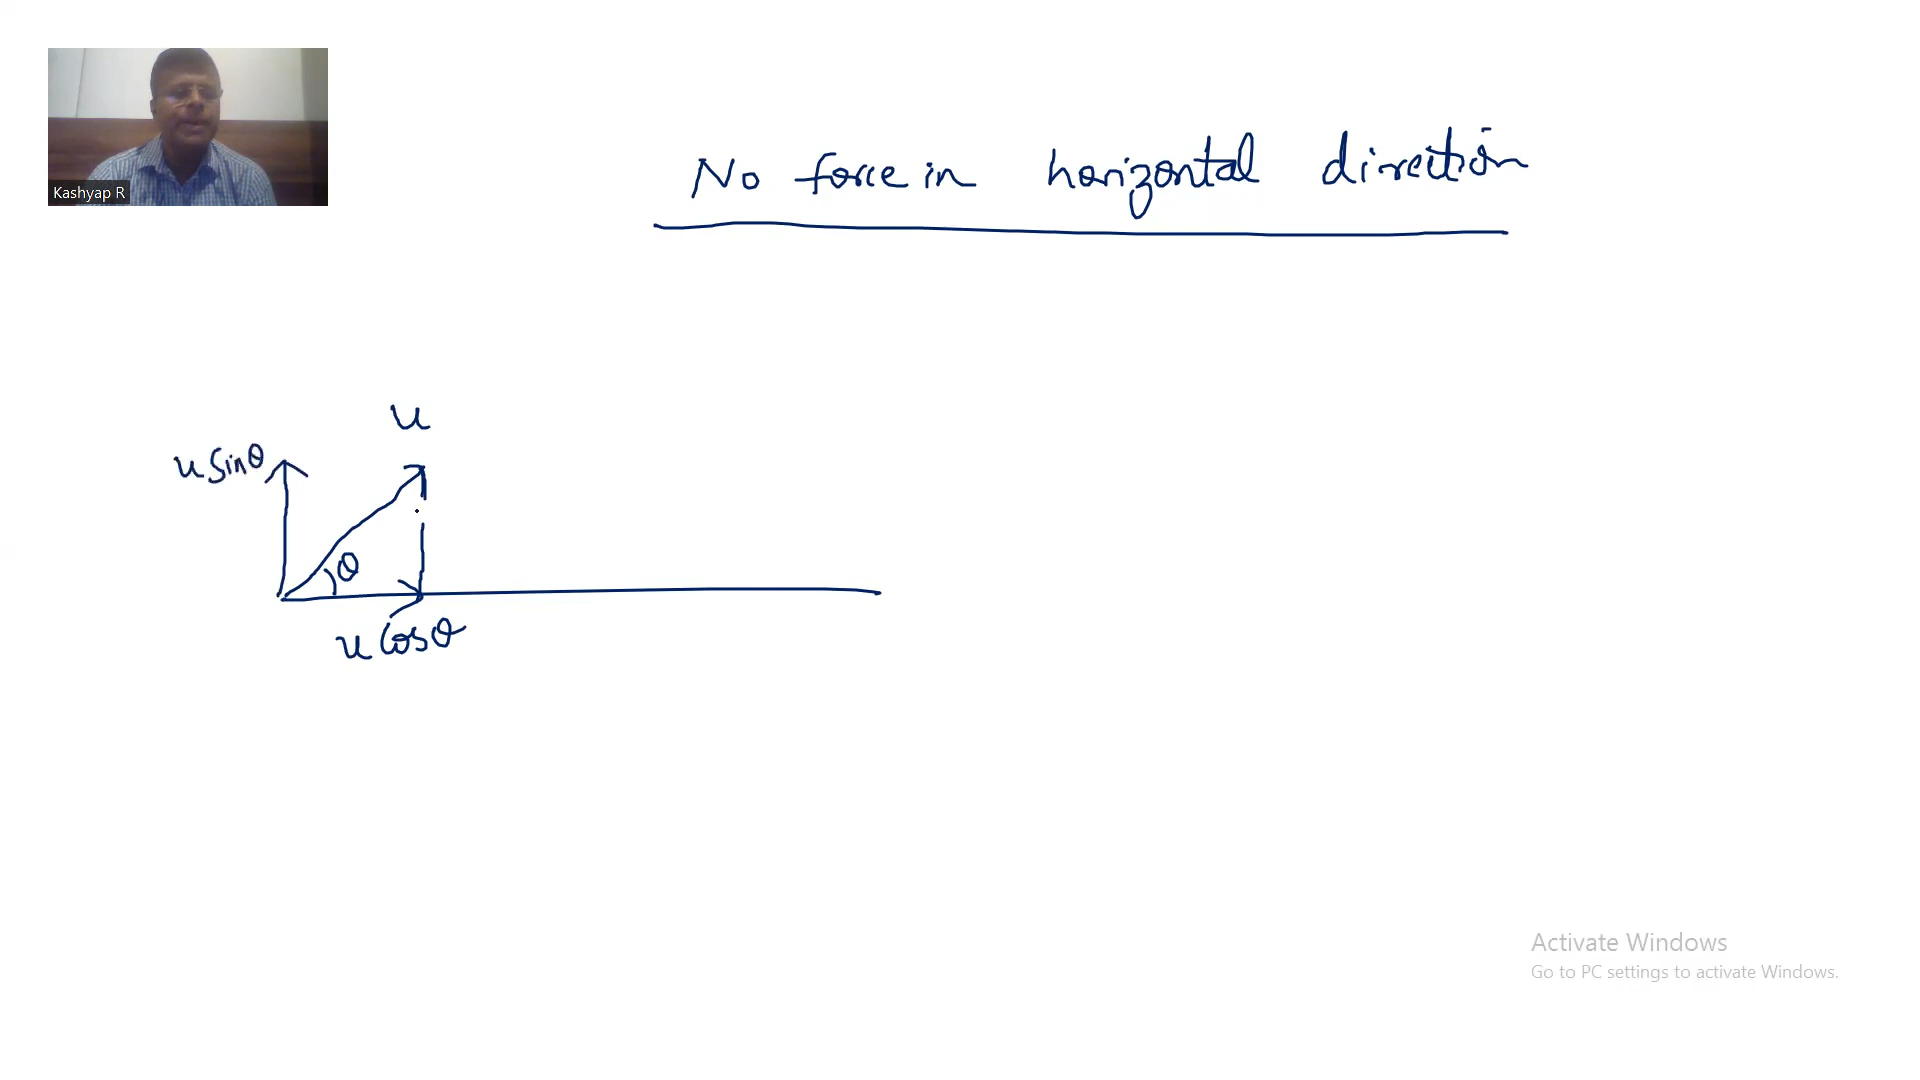 Kashyap R
No force in horizontal direction
u
u Sinθ
θ
u Cosθ
Activate Windows
Go to PC settings to activate Windows.